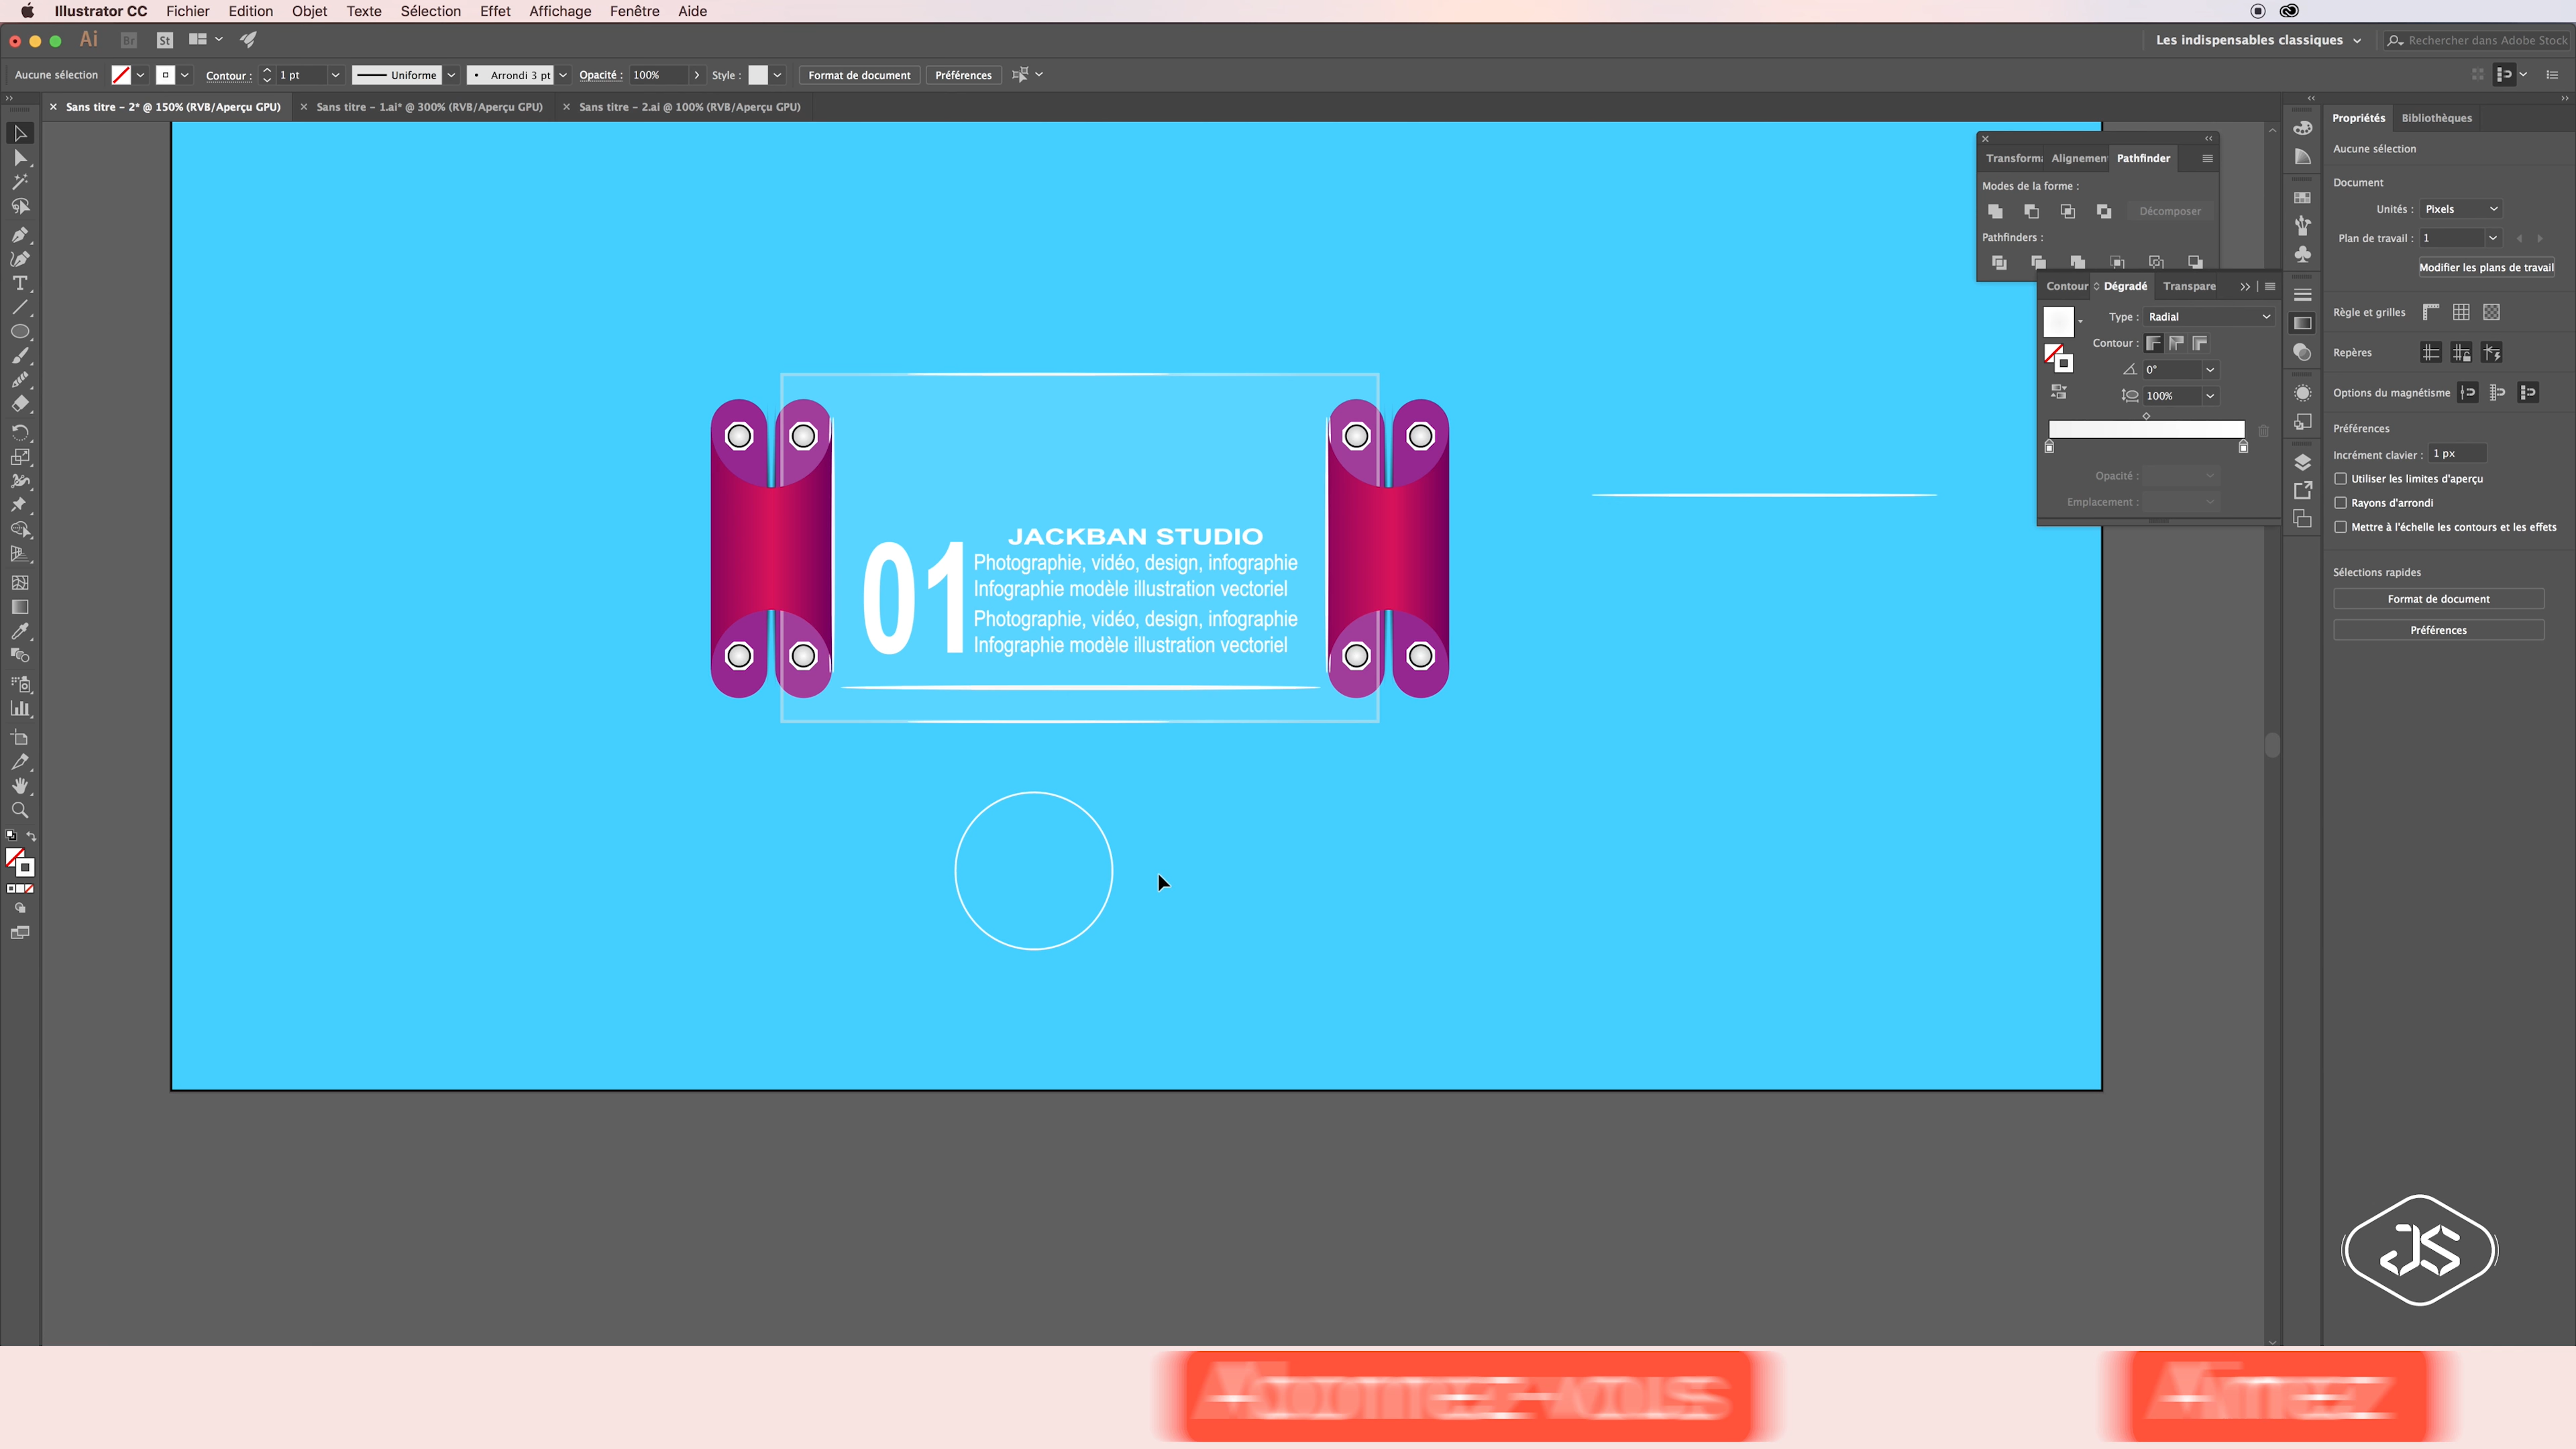 Illustrator CC Fichier Edition Objet Texte Sélection Effet Affichage Fenêtre Aide
Ai Br St Les indispensables classiques Rechercher dans Adobe Stock
Aucune sélection Contour : 1 pt Uniforme Arrondi 3 pt Opacité : 100% Style : Format de document Préférences
Sans titre - 2* @ 150% (RVB/Aperçu GPU) Sans titre - 1.ai* @ 300% (RVB/Aperçu GPU) Sans titre - 2.ai @ 100% (RVB/Aperçu GPU)
Propriétés Bibliothèques
Aucune sélection
Document
Unités : Pixels
Plan de travail : 1
Modifier les plans de travail
Règle et grilles
Repères
Options du magnétisme
Préférences
Incrément clavier : 1 px
Utiliser les limites d'aperçu
Rayons d'arrondi
Mettre à l'échelle les contours et les effets
Sélections rapides
Format de document
Préférences
Transforma Alignemen Pathfinder
Modes de la forme :
Décomposer
Pathfinders :
Contour Dégradé Transpare
Type : Radial
Contour :
0°
100%
Opacité :
Emplacement :
01
JACKBAN STUDIO
Photographie, vidéo, design, infographie
Infographie modèle illustration vectoriel
Photographie, vidéo, design, infographie
Infographie modèle illustration vectoriel
JS